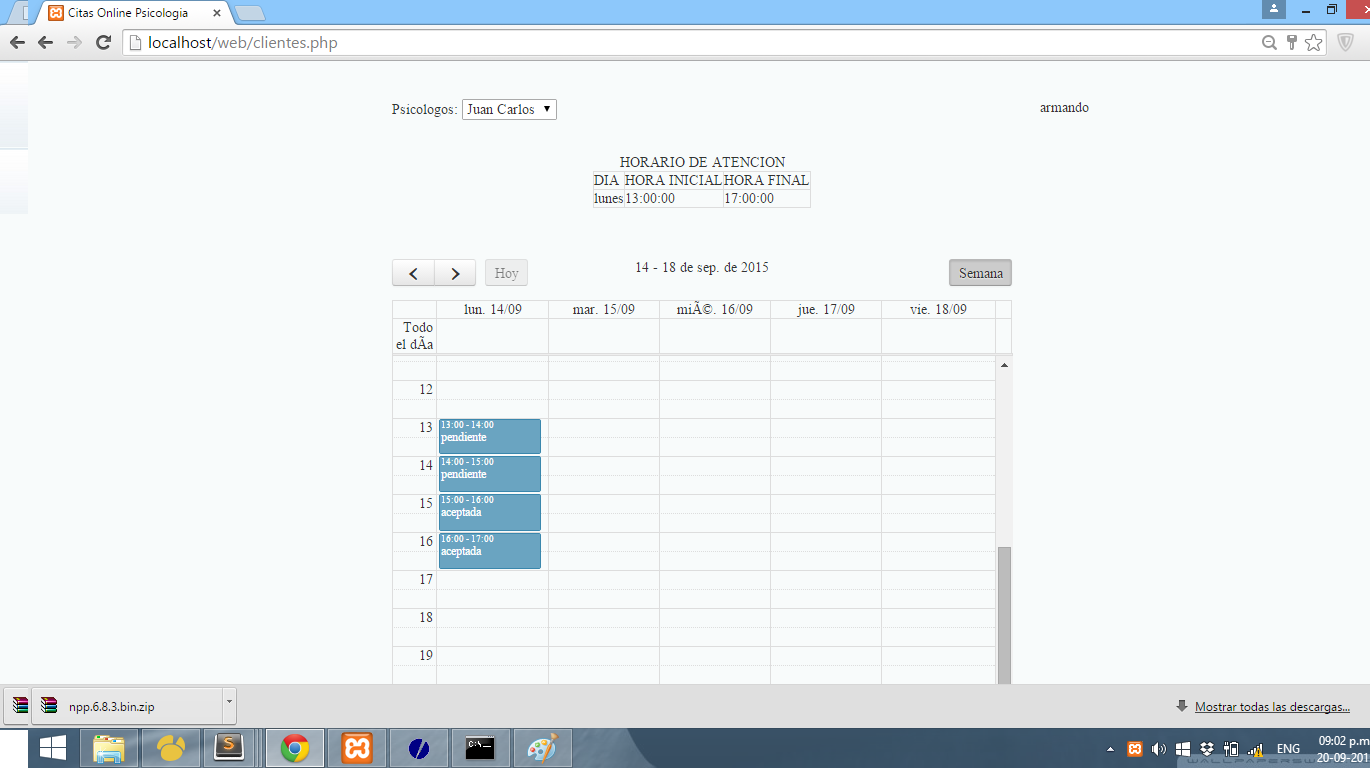 Citas Online Psicologia
localhost/web/clientes.php
Psicologos: Juan Carlos
armando
HORARIO DE ATENCION
DIA HORA INICIAL HORA FINAL
lunes 13:00:00 17:00:00
Hoy
14 - 18 de sep. de 2015
Semana
lun. 14/09 mar. 15/09 miÃ©. 16/09 jue. 17/09 vie. 18/09
Todo
el dÃa
12
13
13:00 - 14:00
pendiente
14
14:00 - 15:00
pendiente
15
15:00 - 16:00
aceptada
16
16:00 - 17:00
aceptada
17
18
19
npp.6.8.3.bin.zip
Mostrar todas las descargas...
ENG
09:02 p.m
20-09-201